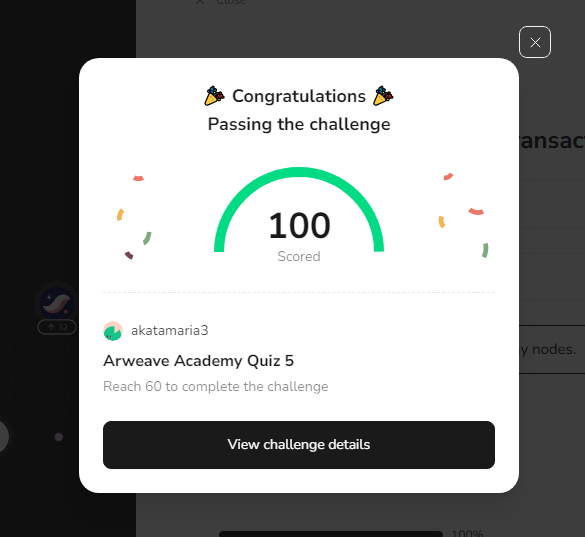 Close
Congratulations
Passing the challenge
ansac
100
Scored
32
akatamaria3
y nodes.
Arweave Academy Quiz 5
Reach 60 to complete the challenge
View challenge details
100%